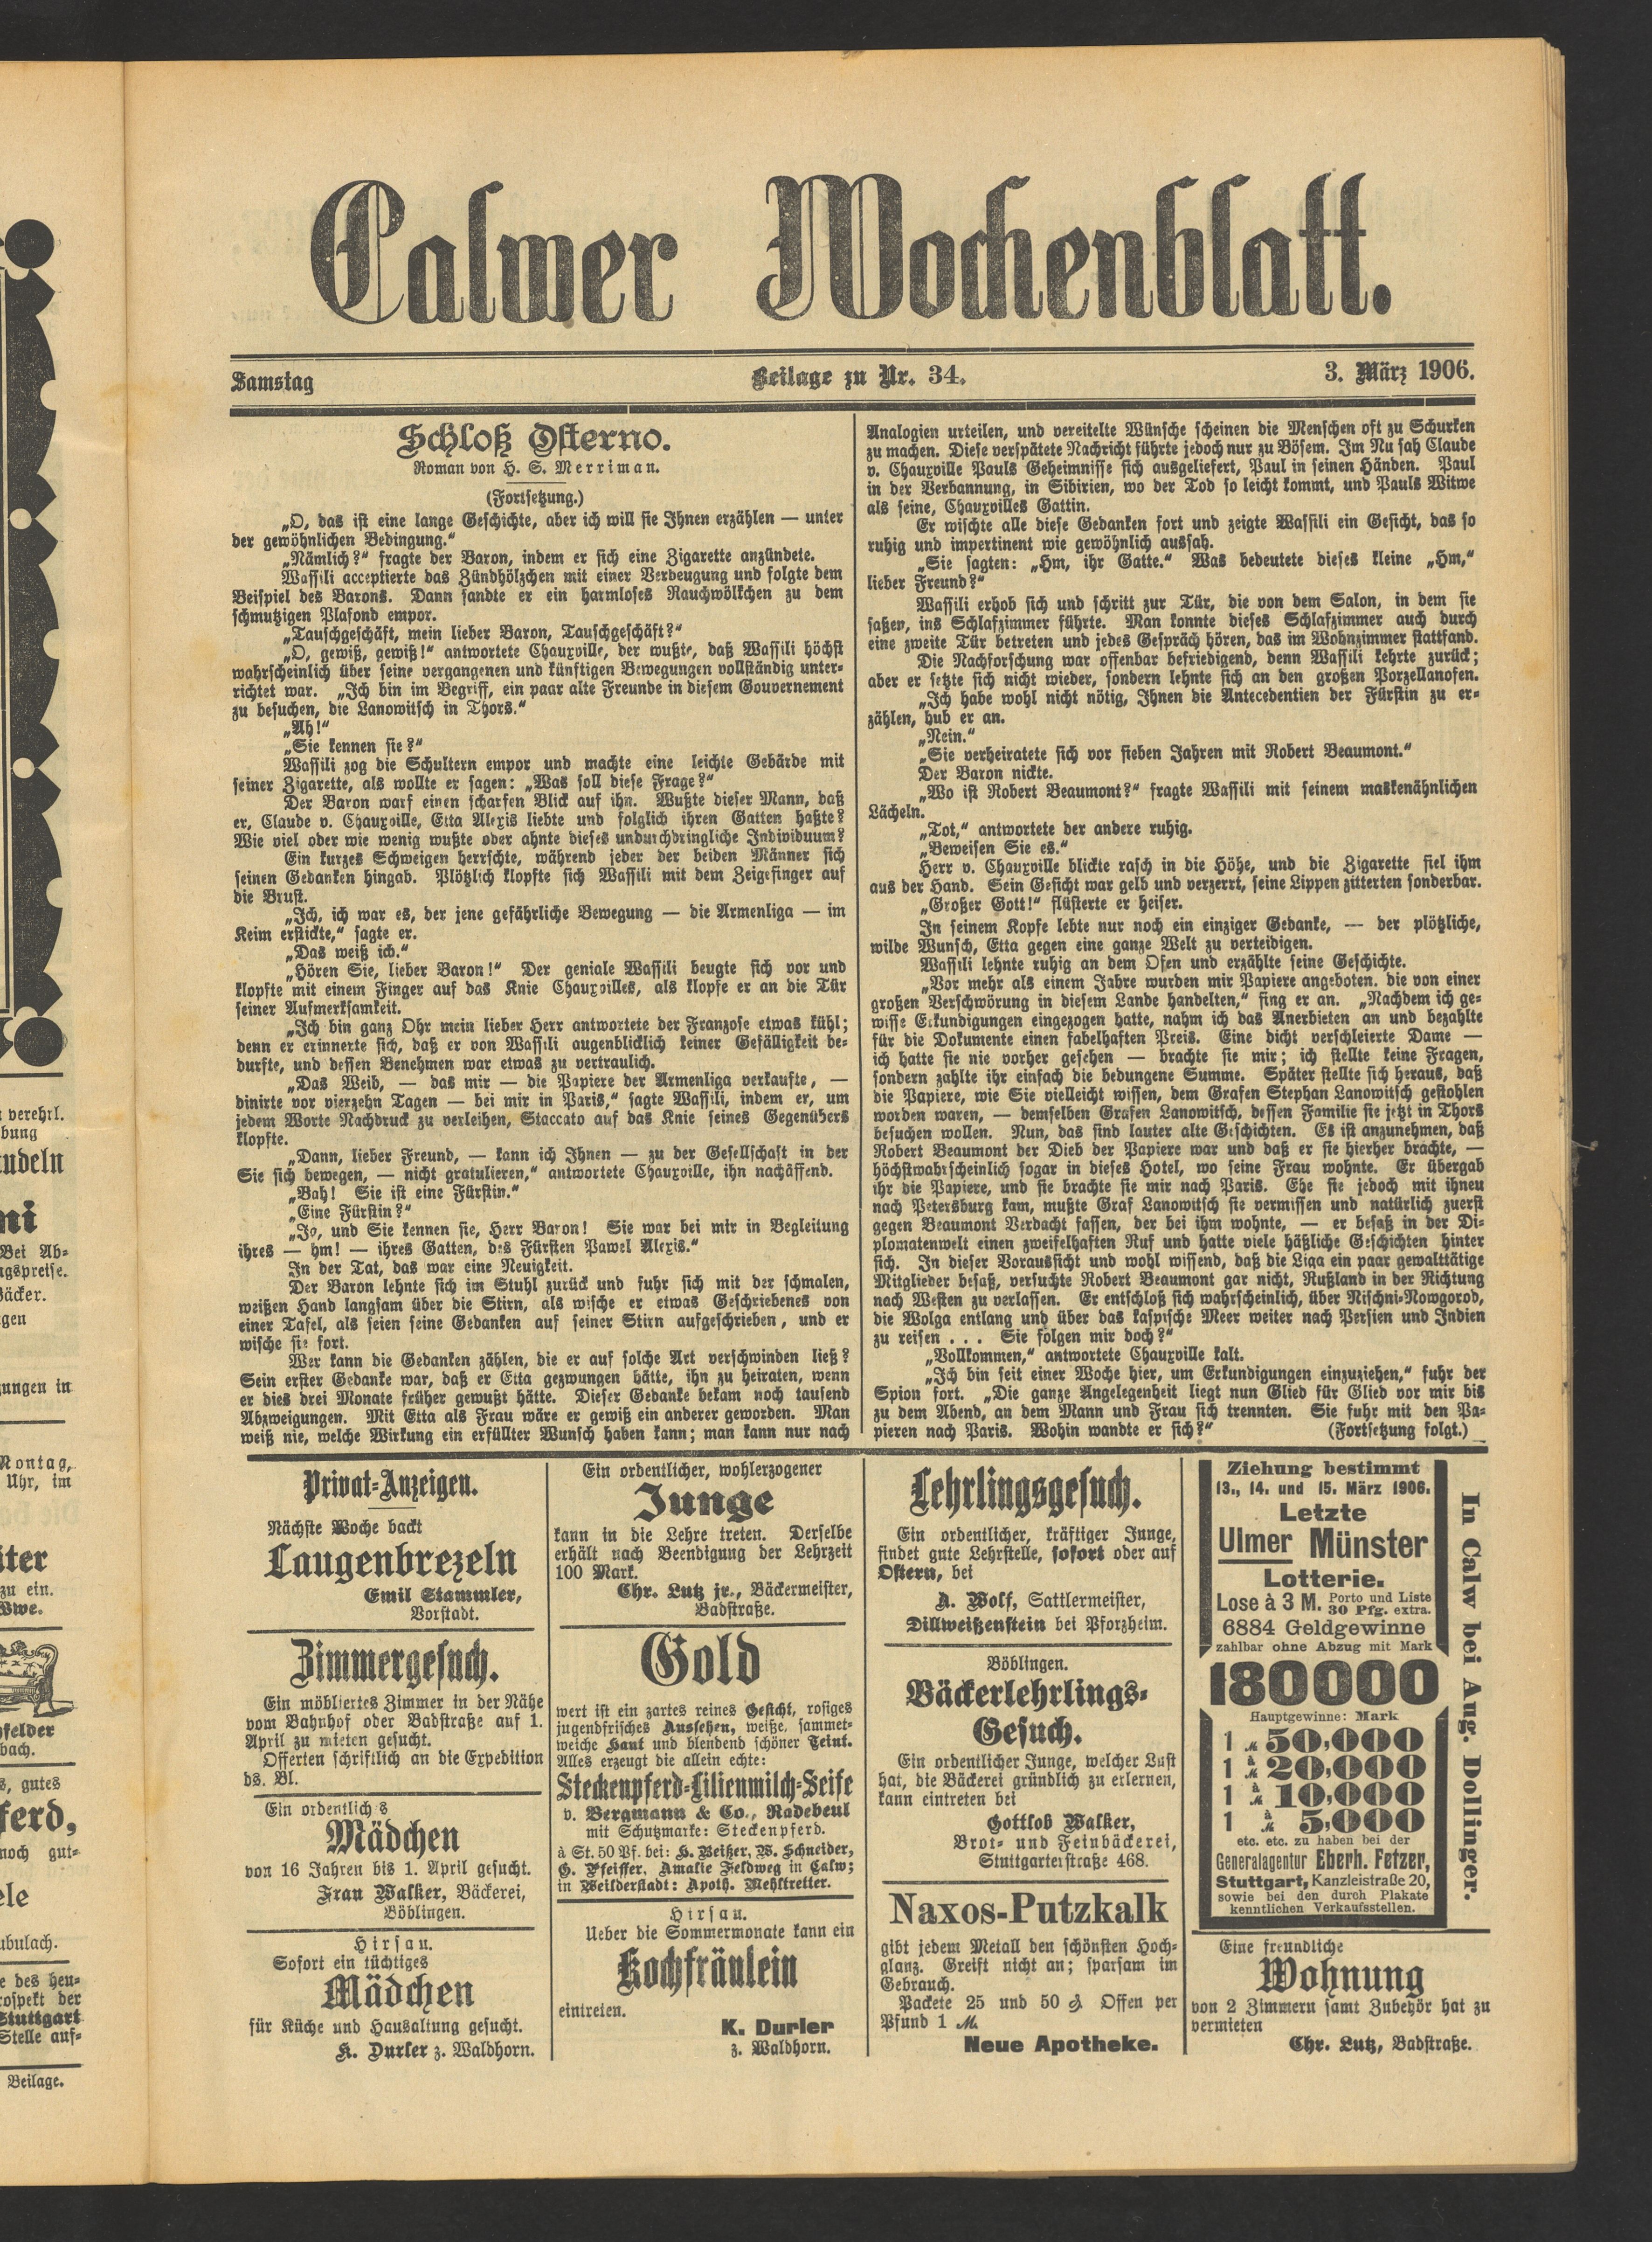 Calwer Wochenblatt.
Samstag
Beilage zu Nr. 34.
3. März 1906.
Schloß Osterno.
Roman von H. S. Merriman.
(Fortsetzung.)
„O, das ist eine lange Geschichte, aber ich will sie Ihnen erzählen — unter
der gewöhnlichen Bedingung.“
„Nämlich?“ fragte der Baron, indem er sich eine Zigarette anzündete.
Wassili acceptierte das Zündhölzchen mit einer Verbeugung und folgte dem
Beispiel des Barons. Dann sandte er ein harmloses Rauchwölkchen zu dem
schmutzigen Plafond empor.
„Tauschgeschäft, mein lieber Baron, Tauschgeschäft?“
„O, gewiß, gewiß!“ antwortete Chauxville, der wußte, daß Wassili höchst
wahrscheinlich über seine vergangenen und künftigen Bewegungen vollständig unter-
richtet war. „Ich bin im Begriff, ein paar alte Freunde in diesem Gouvernement
zu besuchen, die Lanowitsch in Thors.“
„Ah!“
„Sie kennen sie?“
Wassili zog die Schultern empor und machte eine leichte Gebärde mit
seiner Zigarette, als wollte er sagen: „Was soll diese Frage?“
Der Baron warf einen scharfen Blick auf ihn. Wußte dieser Mann, daß
er, Claude v. Chauxville, Etta Alexis liebte und folglich ihren Gatten haßte?
Wie viel oder wie wenig wußte oder ahnte dieses undurchdringliche Individuum?
Ein kurzes Schweigen herrschte, während jeder der beiden Männer sich
seinen Gedanken hingab. Plötzlich klopfte sich Wassili mit dem Zeigefinger auf
die Brust.
„Ich, ich war es, der jene gefährliche Bewegung — die Armenliga — im
Keim erstickte,“ sagte er.
„Das weiß ich.“
„Hören Sie, lieber Baron!“ Der geniale Wassili beugte sich vor und
klopfte mit einem Finger auf das Knie Chauxvilles, als klopfe er an die Tür
seiner Aufmerksamkeit.
„Ich bin ganz Ohr mein lieber Herr antwortete der Franzose etwas kühl;
denn er erinnerte sich, daß er von Wassili augenblicklich keiner Gefälligkeit be-
durfte, und dessen Benehmen war etwas zu vertraulich.
„Das Weib, — das mir — die Papiere der Armenliga verkaufte, —
dinirte vor vierzehn Tagen — bei mir in Paris,“ sagte Wassili, indem er, um
jedem Worte Nachdruck zu verleihen, Staccato auf das Knie seines Gegenübers
klopfte.
„Dann, lieber Freund, — kann ich Ihnen — zu der Gesellschaft in der
Sie sich bewegen, — nicht gratulieren,“ antwortete Chauxville, ihn nachäffend.
„Bah! Sie ist eine Fürstin.“
„Eine Fürstin?“
„Ja, und Sie kennen sie, Herr Baron! Sie war bei mir in Begleitung
ihres — hm! — ihres Gatten, des Fürsten Pawel Alexis.“
In der Tat, das war eine Neuigkeit.
Der Baron lehnte sich im Stuhl zurück und fuhr sich mit der schmalen,
weißen Hand langsam über die Stirn, als wische er etwas Geschriebenes von
einer Tafel, als seien seine Gedanken auf seiner Stirn aufgeschrieben, und er
wische sie fort.
Wer kann die Gedanken zählen, die er auf solche Art verschwinden ließ?
Sein erster Gedanke war, daß er Etta gezwungen hätte, ihn zu heiraten, wenn
er dies drei Monate früher gewußt hätte. Dieser Gedanke bekam noch tausend
Abzweigungen. Mit Etta als Frau wäre er gewiß ein anderer geworden. Man
weiß nie, welche Wirkung ein erfüllter Wunsch haben kann; man kann nur nach
Analogien urteilen, und vereitelte Wünsche scheinen die Menschen oft zu Schurken
zu machen. Diese verspätete Nachricht führte jedoch nur zu Bösem. Im Nu sah Claude
v. Chauxville Pauls Geheimnisse sich ausgeliefert, Paul in seinen Händen. Paul
in der Verbannung, in Sibirien, wo der Tod so leicht kommt, und Pauls Witwe
als seine, Chauxvilles Gattin.
Er wischte alle diese Gedanken fort und zeigte Wassili ein Gesicht, das so
ruhig und impertinent wie gewöhnlich aussah.
„Sie sagten: „Hm, ihr Gatte.“ Was bedeutete dieses kleine „Hm,“
lieber Freund?“
Wassili erhob sich und schritt zur Tür, die von dem Salon, in dem sie
saßen, ins Schlafzimmer führte. Man konnte dieses Schlafzimmer auch durch
eine zweite Tür betreten und jedes Gespräch hören, das im Wohnzimmer stattfand.
Die Nachforschung war offenbar befriedigend, denn Wassili kehrte zurück;
aber er setzte sich nicht wieder, sondern lehnte sich an den großen Porzellanofen.
„Ich habe wohl nicht nötig, Ihnen die Antecedentien der Fürstin zu er-
zählen, hub er an.
„Nein.“
„Sie verheiratete sich vor sieben Jahren mit Robert Beaumont.“
Der Baron nickte.
„Wo ist Robert Beaumont?“ fragte Wassili mit seinem maskenähnlichen
Lächeln.
„Tot,“ antwortete der andere ruhig.
„Beweisen Sie es.“
Herr v. Chauxville blickte rasch in die Höhe, und die Zigarette fiel ihm
aus der Hand. Sein Gesicht war gelb und verzerrt, seine Lippen zitterten sonderbar.
„Großer Gott!“ flüsterte er heiser.
In seinem Kopfe lebte nur noch ein einziger Gedanke, — der plötzliche,
wilde Wunsch, Etta gegen eine ganze Welt zu verteidigen.
Wassili lehnte ruhig an dem Ofen und erzählte seine Geschichte.
„Vor mehr als einem Jahre wurden mir Papiere angeboten. die von einer
großen Verschwörung in diesem Lande handelten,“ fing er an. „Nachdem ich ge-
wisse Erkundigungen eingezogen hatte, nahm ich das Anerbieten an und bezahlte
für die Dokumente einen fabelhaften Preis. Eine dicht verschleierte Dame —
ich hatte sie nie vorher gesehen — brachte sie mir; ich stellte keine Fragen,
sondern zahlte ihr einfach die bedungene Summe. Später stellte sich heraus, daß
die Papiere, wie Sie vielleicht wissen, dem Grafen Stephan Lanowitsch gestohlen
worden waren, — demselben Grafen Lanowitsch, dessen Familie sie jetzt in Thors
besuchen wollen. Nun, das sind lauter alte Geschichten. Es ist anzunehmen, daß
Robert Beaumont der Dieb der Papiere war und daß er sie hierher brachte, —
höchstwahrscheinlich sogar in dieses Hotel, wo seine Frau wohnte. Er übergab
ihr die Papiere, und sie brachte sie mir nach Paris. Ehe sie jedoch mit ihneu
nach Petersburg kam, mußte Graf Lanowitsch sie vermissen und natürlich zuerst
gegen Beaumont Verdacht fassen, der bei ihm wohnte, — er besaß in der Di-
plomatenwelt einen zweifelhaften Ruf und hatte viele häßliche Geschichten hinter
sich. In dieser Voraussicht und wohl wissend, daß die Liga ein paar gewalttätige
Mitglieder besaß, versuchte Robert Beaumont gar nicht, Rußland in der Richtung
nach Westen zu verlassen. Er entschloß sich wahrscheinlich, über Nischni-Nowgorod,
die Wolga entlang und über das kaspische Meer weiter nach Persien und Indien
zu reisen . . . Sie folgen mir doch?“
„Vollkommen,“ antwortete Chauxville kalt.
„Ich bin seit einer Woche hier, um Erkundigungen einzuziehen,“ fuhr der
Spion fort. „Die ganze Angelegenheit liegt nun Glied für Glied vor mir bis
zu dem Abend, an dem Mann und Frau sich trennten. Sie fuhr mit den Pa-
pieren nach Paris. Wohin wandte er sich?“ (Fortsetzung folgt.)
Privat-Anzeigen.
Nächste Woche backt
Laugenbrezeln
Emil Stammler,
Vorstadt.
Zimmergesuch.
Ein möbliertes Zimmer in der Nähe
vom Bahnhof oder Badstraße auf 1.
April zu mieten gesucht.
Offerten schriftlich an die Expedition
ds. Bl.
Ein ordentlich s
Mädchen
von 16 Jahren bis 1. April gesucht.
Frau Walker, Bäckerei,
Böblingen.
Hirsau.
Sofort ein tüchtiges
Mädchen
für Küche und Hausaltung gesucht.
K. Durler z. Waldhorn.
Ein ordentlicher, wohlerzogener
Junge
kann in die Lehre treten. Derselbe
erhält nach Beendigung der Lehrzeit
100 Mark.
Chr. Lutz jr., Bäckermeister,
Badstraße.
Gold
wert ist ein zartes reines Gesicht, rosiges
jugendfrisches Aussehen, weiße, sammet-
weiche Haut und blendend schöner Teint.
Alles erzeugt die allein echte:
Steckenpferd-Lilienmilch-Seife
v. Bergmann & Co., Radebeul
mit Schutzmarke: Steckenpferd.
à St. 50 Pf. bei: H. Beißer, W. Schneider,
G. Pfeiffer, Amalie Feldweg in Calw;
in Weilderstadt: Apoth. Mehltretter.
Hirsau.
Ueber die Sommermonate kann ein
Kochfräulein
eintreten.
K. Durler
z. Waldhorn.
Lehrlingsgesuch.
Ein ordentlicher, kräftiger Junge,
findet gute Lehrstelle, sofort oder auf
Ostern, bei
A. Wolf, Sattlermeister,
Dillweißenstein bei Pforzheim.
Böblingen.
Bäckerlehrlings-
Gesuch.
Ein ordentlicher Junge, welcher Lust
hat, die Bäckerei gründlich zu erlernen,
kann eintreten bei
Gottlob Walker,
Brot- und Feinbäckerei,
Stuttgarterstraße 468.
Naxos-Putzkalk
gibt jedem Metall den schönsten Hoch-
glanz. Greift nicht an; sparsam im
Gebrauch.
Packete 25 und 50 ₰ Offen per
Pfund 1 ℳ
Neue Apotheke.
Ziehung bestimmt
13., 14. und 15. März 1906.
Letzte
Ulmer Münster
Lotterie.
Lose à 3 M. Porto und Liste
30 Pfg. extra.
6884 Geldgewinne
zahlbar ohne Abzug mit Mark
180000
Hauptgewinne: Mark
1 à ℳ 50,000
1 à ℳ 20,000
1 à ℳ 10,000
1 à ℳ 5,000
etc. etc. zu haben bei der
Generalagentur Eberh. Fetzer,
Stuttgart, Kanzleistraße 20,
sowie bei den durch Plakate
kenntlichen Verkaufsstellen.
In Calw bei Aug. Dollinger.
Eine freundliche
Wohnung
von 2 Zimmern samt Zubehör hat zu
vermieten
Chr. Lutz, Badstraße.
verehrl.
bung
udeln
ni
Bei Ab-
gspreise.
äcker.
gen
ungen in
Montag,
Uhr, im
iter
zu ein.
Wwe.
felder
bach.
s, gutes
ferd,
noch gut-
ele
ubulach.
e des heu-
rospekt der
Stuttgart
Stelle auf-
Beilage.